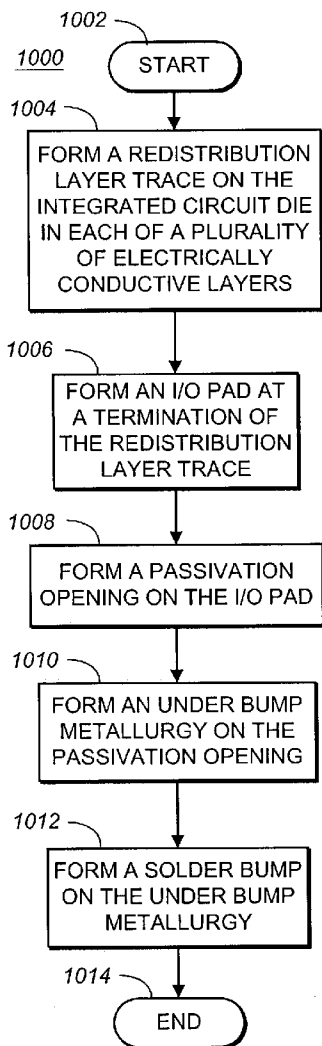 1002
1000
START
1004
FORM A REDISTRIBUTION
LAYER TRACE ON THE
INTEGRATED CIRCUIT DIE
IN EACH OF A PLURALITY
OF ELECTRICALLY
CONDUCTIVE LAYERS
1006
FORM AN I/O PAD AT
A TERMINATION OF
THE REDISTRIBUTION
LAYER TRACE
1008
FORM A PASSIVATION
OPENING ON THE I/O PAD
1010
FORM AN UNDER BUMP
METALLURGY ON THE
PASSIVATION OPENING
1012
FORM A SOLDER BUMP
ON THE UNDER BUMP
METALLURGY
1014
END